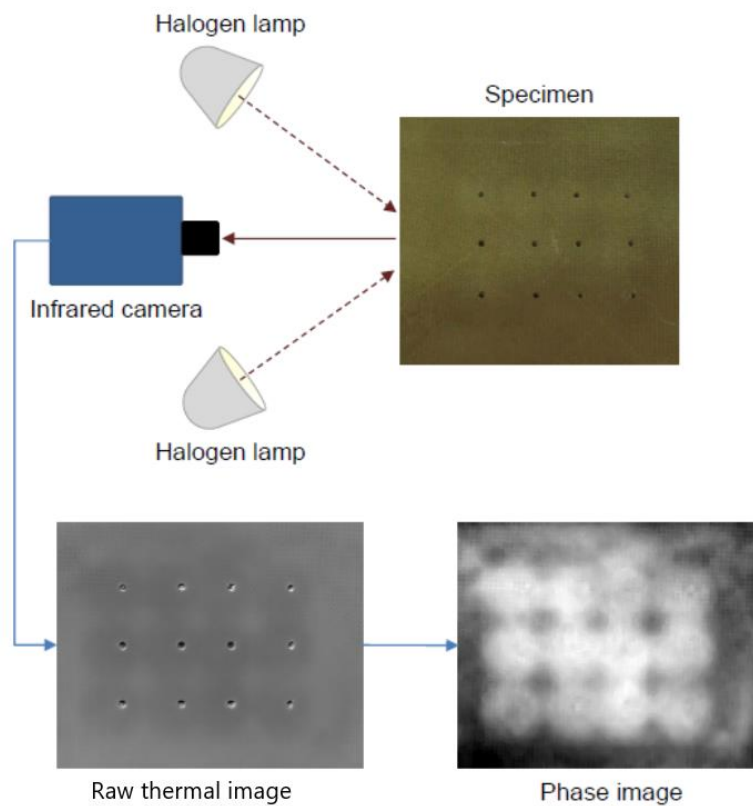 Halogen lamp
Specimen
Infrared camera
Halogen lamp
Raw thermal image
Phase image